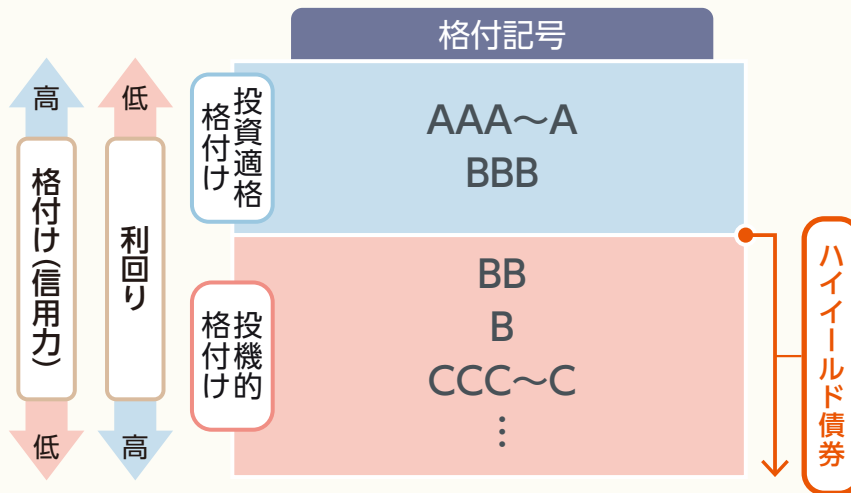 格付記号
高
格付け(信用力)
低
低
利回り
高
投資適格
格付け
AAA～A
BBB
投機的
格付け
BB
B
CCC～C
⋮
ハイイールド債券